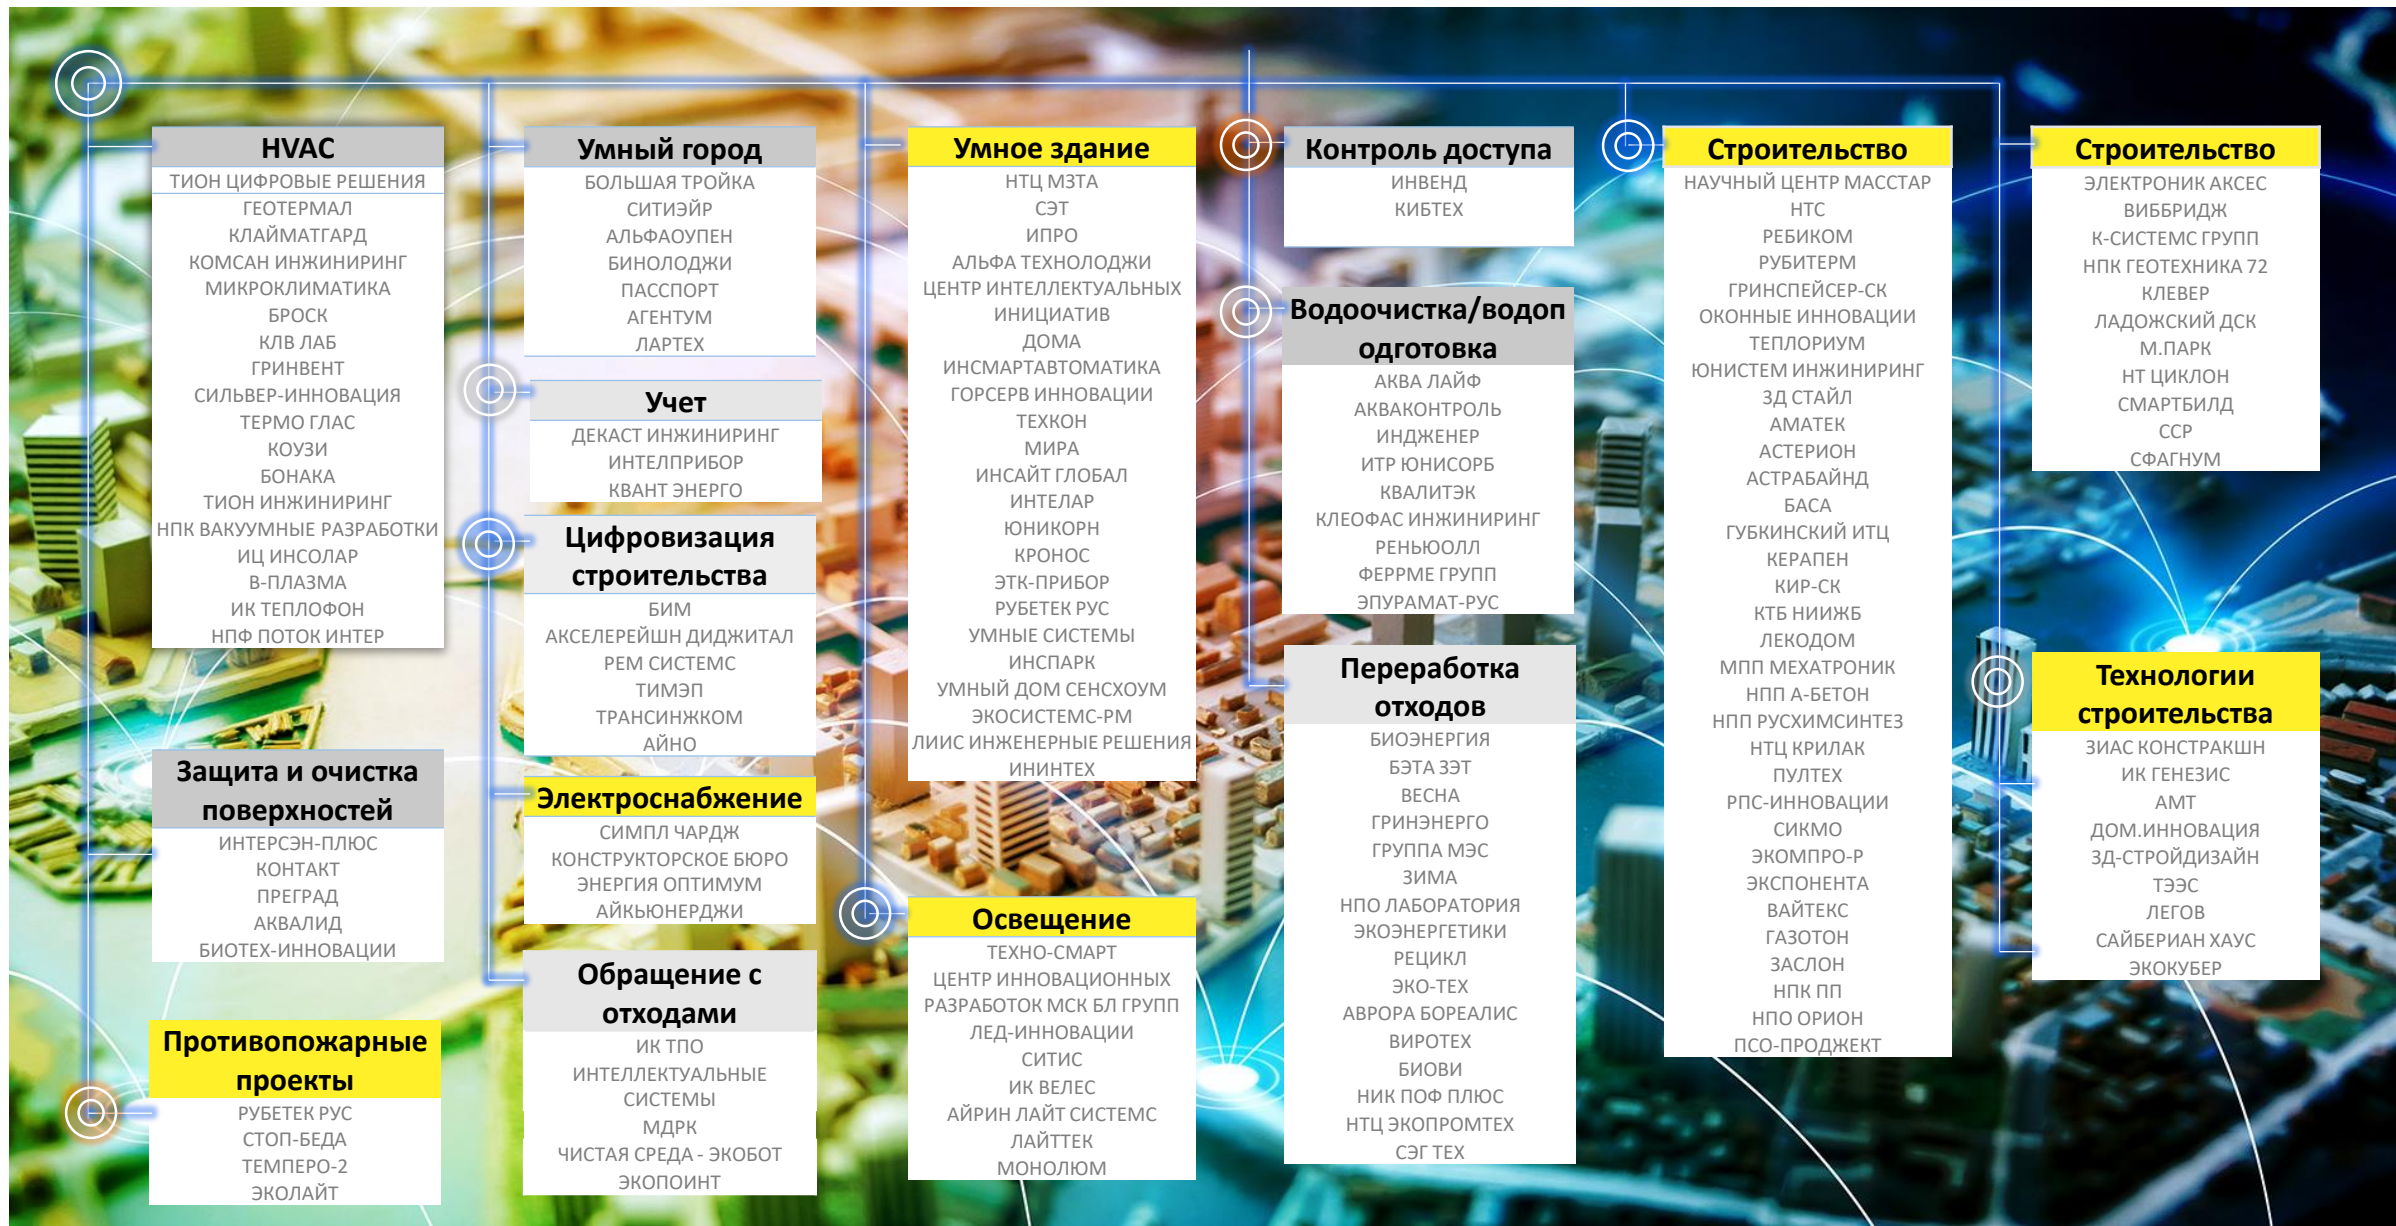 HVAC
ТИОН ЦИФРОВЫЕ РЕШЕНИЯ
ГЕОТЕРМАЛ
КЛАЙМАТГАРД
КОМСАН ИНЖИНИРИНГ
МИКРОКЛИМАТИКА
БРОСК
КЛВ ЛАБ
ГРИНВЕНТ
СИЛЬВЕР-ИННОВАЦИЯ
ТЕРМО ГЛАС
КОУЗИ
БОНАКА
ТИОН ИНЖИНИРИНГ
НПК ВАКУУМНЫЕ РАЗРАБОТКИ
ИЦ ИНСОЛАР
В-ПЛАЗМА
ИК ТЕПЛОФОН
НПФ ПОТОК ИНТЕР
Защита и очистка
поверхностей
ИНТЕРСЭН-ПЛЮС
КОНТАКТ
ПРЕГРАД
АКВАЛИД
БИОТЕХ-ИННОВАЦИИ
Противопожарные
проекты
РУБЕТЕК РУС
СТОП-БЕДА
ТЕМПЕРО-2
ЭКОЛАЙТ
Умный город
БОЛЬШАЯ ТРОЙКА
СИТИЭЙР
АЛЬФАОУПЕН
БИНОЛОДЖИ
ПАССПОРТ
АГЕНТУМ
ЛАРТЕХ
Учет
ДЕКАСТ ИНЖИНИРИНГ
ИНТЕЛПРИБОР
КВАНТ ЭНЕРГО
Цифровизация
строительства
БИМ
АКСЕЛЕРЕЙШН ДИДЖИТАЛ
РЕМ СИСТЕМС
ТИМЭП
ТРАНСИНЖКОМ
АЙНО
Электроснабжение
СИМПЛ ЧАРДЖ
КОНСТРУКТОРСКОЕ БЮРО
ЭНЕРГИЯ ОПТИМУМ
АЙКЬЮНЕРДЖИ
Обращение с
отходами
ИК ТПО
ИНТЕЛЛЕКТУАЛЬНЫЕ
СИСТЕМЫ
МДРК
ЧИСТАЯ СРЕДА - ЭКОБОТ
ЭКОПОИНТ
Умное здание
НТЦ МЗТА
СЭТ
ИПРО
АЛЬФА ТЕХНОЛОДЖИ
ЦЕНТР ИНТЕЛЛЕКТУАЛЬНЫХ
ИНИЦИАТИВ
ДОМА
ИНСМАРТАВТОМАТИКА
ГОРСЕРВ ИННОВАЦИИ
ТЕХКОН
МИРА
ИНСАЙТ ГЛОБАЛ
ИНТЕЛАР
ЮНИКОРН
КРОНОС
ЭТК-ПРИБОР
РУБЕТЕК РУС
УМНЫЕ СИСТЕМЫ
ИНСПАРК
УМНЫЙ ДОМ СЕНСХОУМ
ЭКОСИСТЕМС-РМ
ЛИИС ИНЖЕНЕРНЫЕ РЕШЕНИЯ
ИНИНТЕХ
Освещение
ТЕХНО-СМАРТ
ЦЕНТР ИННОВАЦИОННЫХ
РАЗРАБОТОК МСК БЛ ГРУПП
ЛЕД-ИННОВАЦИИ
СИТИС
ИК ВЕЛЕС
АЙРИН ЛАЙТ СИСТЕМС
ЛАЙТТЕК
МОНОЛЮМ
Контроль доступа
ИНВЕНД
КИБТЕХ
Водоочистка/водоп
одготовка
АКВА ЛАЙФ
АКВАКОНТРОЛЬ
ИНДЖЕНЕР
ИТР ЮНИСОРБ
КВАЛИТЭК
КЛЕОФАС ИНЖИНИРИНГ
РЕНЬЮОЛЛ
ФЕРРМЕ ГРУПП
ЭПУРАМАТ-РУС
Переработка
отходов
БИОЭНЕРГИЯ
БЭТА ЗЭТ
ВЕСНА
ГРИНЭНЕРГО
ГРУППА МЭС
ЗИМА
НПО ЛАБОРАТОРИЯ
ЭКОЭНЕРГЕТИКИ
РЕЦИКЛ
ЭКО-ТЕХ
АВРОРА БОРЕАЛИС
ВИРОТЕХ
БИОВИ
НИК ПОФ ПЛЮС
НТЦ ЭКОПРОМТЕХ
СЭГ ТЕХ
Строительство
НАУЧНЫЙ ЦЕНТР МАССТАР
НТС
РЕБИКОМ
РУБИТЕРМ
ГРИНСПЕЙСЕР-СК
ОКОННЫЕ ИННОВАЦИИ
ТЕПЛОРИУМ
ЮНИСТЕМ ИНЖИНИРИНГ
3Д СТАЙЛ
АМАТЕК
АСТЕРИОН
АСТРАБАЙНД
БАСА
ГУБКИНСКИЙ ИТЦ
КЕРАПЕН
КИР-СК
КТБ НИИЖБ
ЛЕКОДОМ
МПП МЕХАТРОНИК
НПП А-БЕТОН
НПП РУСХИМСИНТЕЗ
НТЦ КРИЛАК
ПУЛТЕХ
РПС-ИННОВАЦИИ
СИКМО
ЭКОМПРО-Р
ЭКСПОНЕНТА
ВАЙТЕКС
ГАЗОТОН
ЗАСЛОН
НПК ПП
НПО ОРИОН
ПСО-ПРОДЖЕКТ
Строительство
ЭЛЕКТРОНИК АКСЕС
ВИББРИДЖ
К-СИСТЕМС ГРУПП
НПК ГЕОТЕХНИКА 72
КЛЕВЕР
ЛАДОЖСКИЙ ДСК
М.ПАРК
НТ ЦИКЛОН
СМАРТБИЛД
ССР
СФАГНУМ
Технологии
строительства
ЗИАС КОНСТРАКШН
ИК ГЕНЕЗИС
АМТ
ДОМ.ИННОВАЦИЯ
3Д-СТРОЙДИЗАЙН
ТЭЭС
ЛЕГОВ
САЙБЕРИАН ХАУС
ЭКОКУБЕР